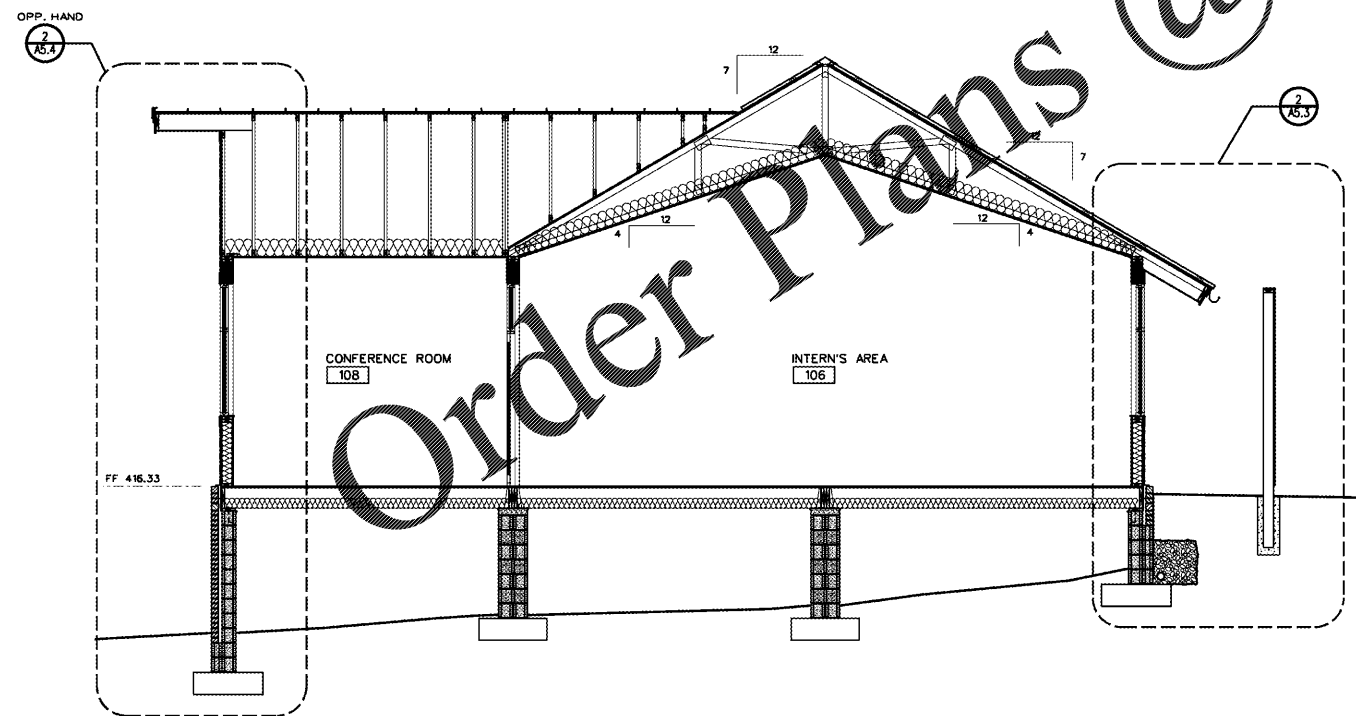 OPP. HAND
2
A5.4
12
7
2
A5.3
12
7
12
4
12
4
CONFERENCE ROOM
108
INTERN'S AREA
106
FF 416.33
Order Plans @